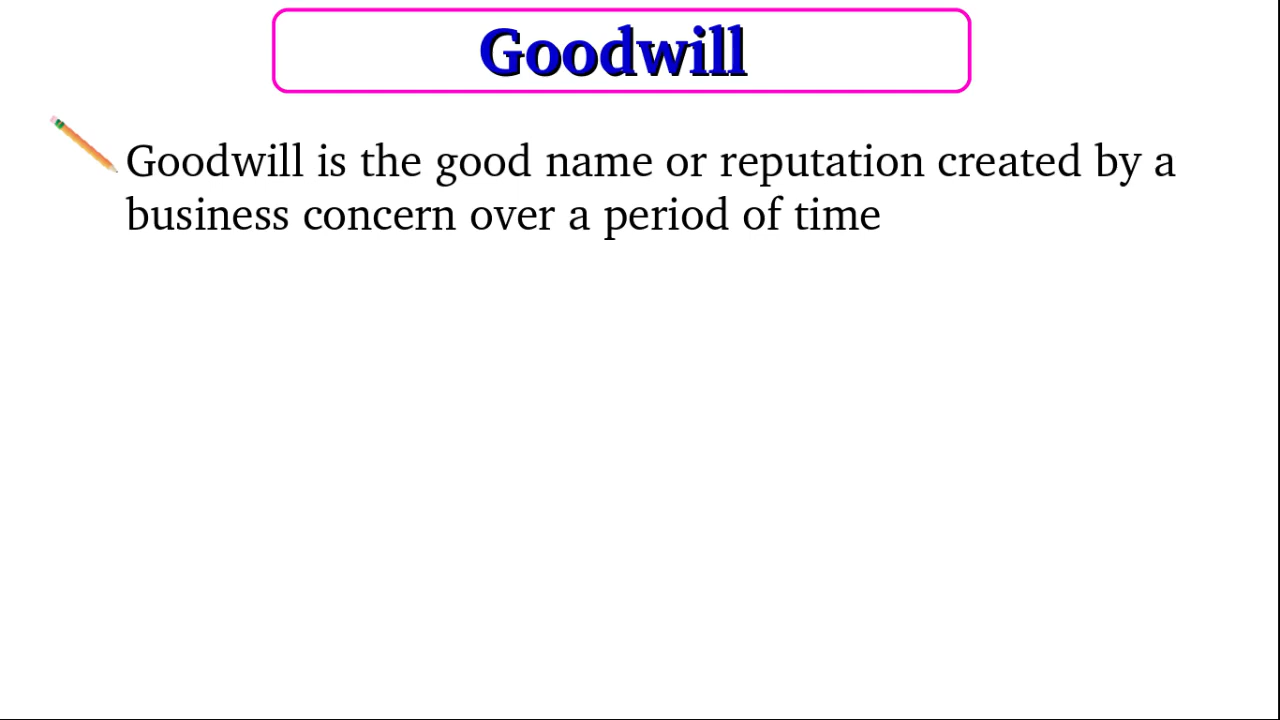 Goodwill
Goodwill is the good name or reputation created by a
business concern over a period of time